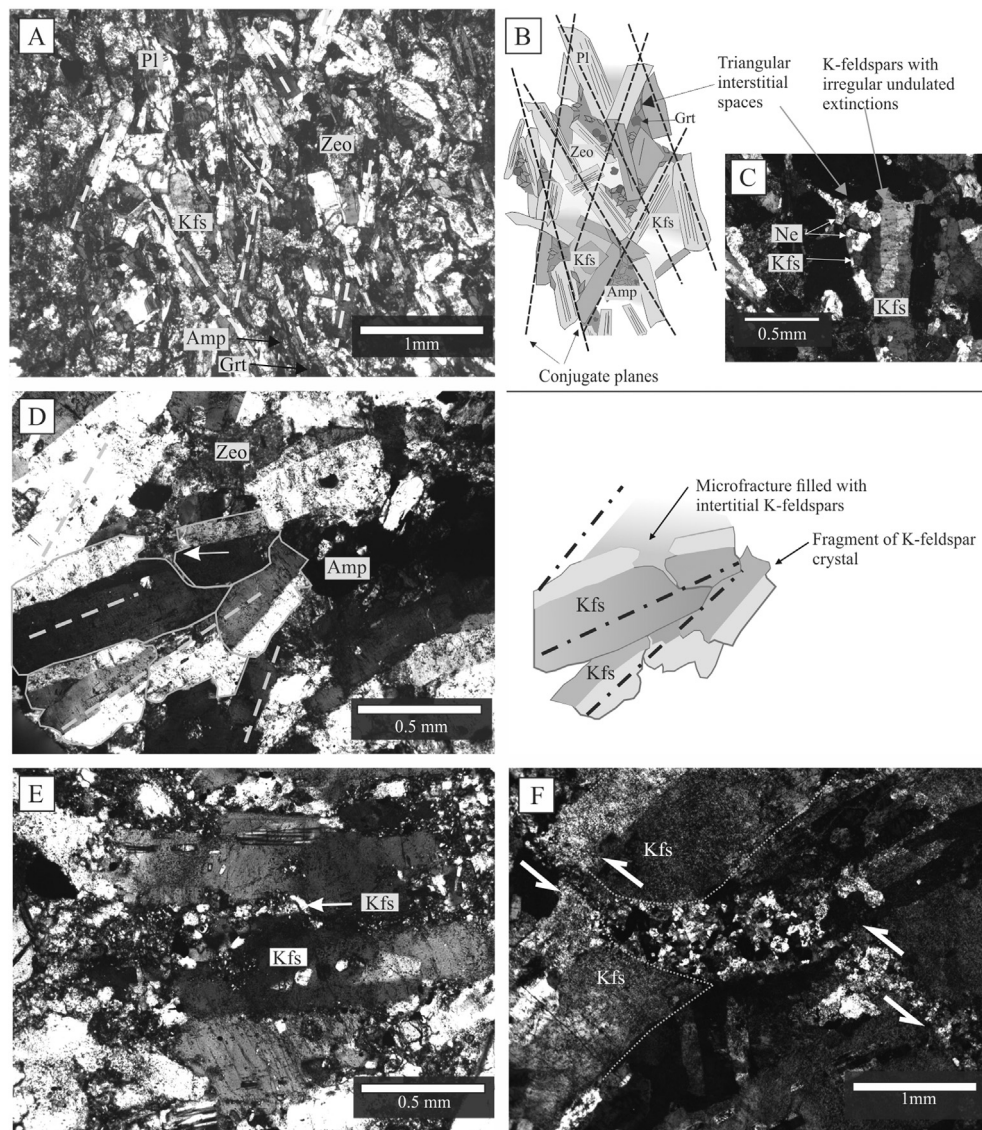 A
Pl
Zeo
Kfs
Amp
Grt
1mm
B
Pl
Grt
Zeo
Kfs
Kfs
Amp
Conjugate planes
Triangular
interstitial
spaces
K-feldspars with
irregular undulated
extinctions
C
Ne
Kfs
Kfs
0.5mm
D
Zeo
Amp
0.5 mm
Microfracture filled with
intertitial K-feldspars
Fragment of K-feldspar
crystal
Kfs
Kfs
E
Kfs
Kfs
0.5 mm
F
Kfs
Kfs
1mm